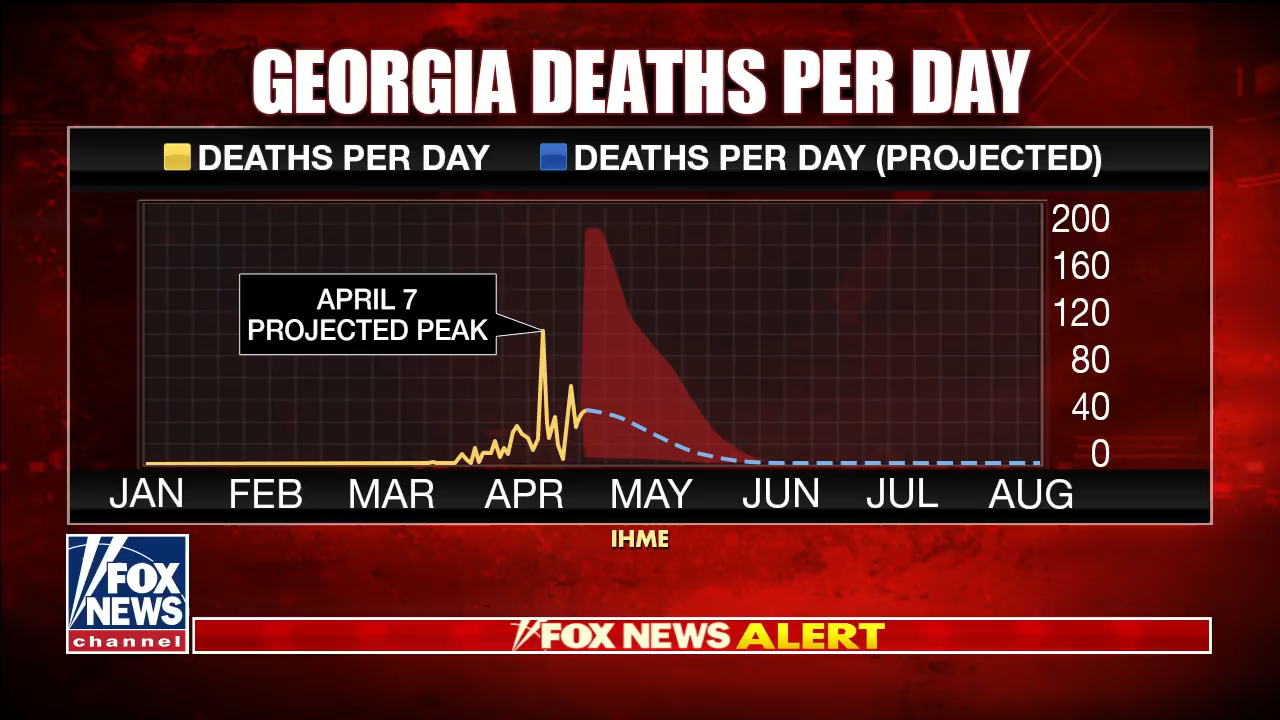 GEORGIA DEATHS PER DAY
DEATHS PER DAY
DEATHS PER DAY (PROJECTED)
200
160
120
80
40
0
APRIL 7
PROJECTED PEAK
JAN FEB MAR APR MAY JUN JUL AUG
IHME
FOX
NEWS
channel
FOX NEWS ALERT